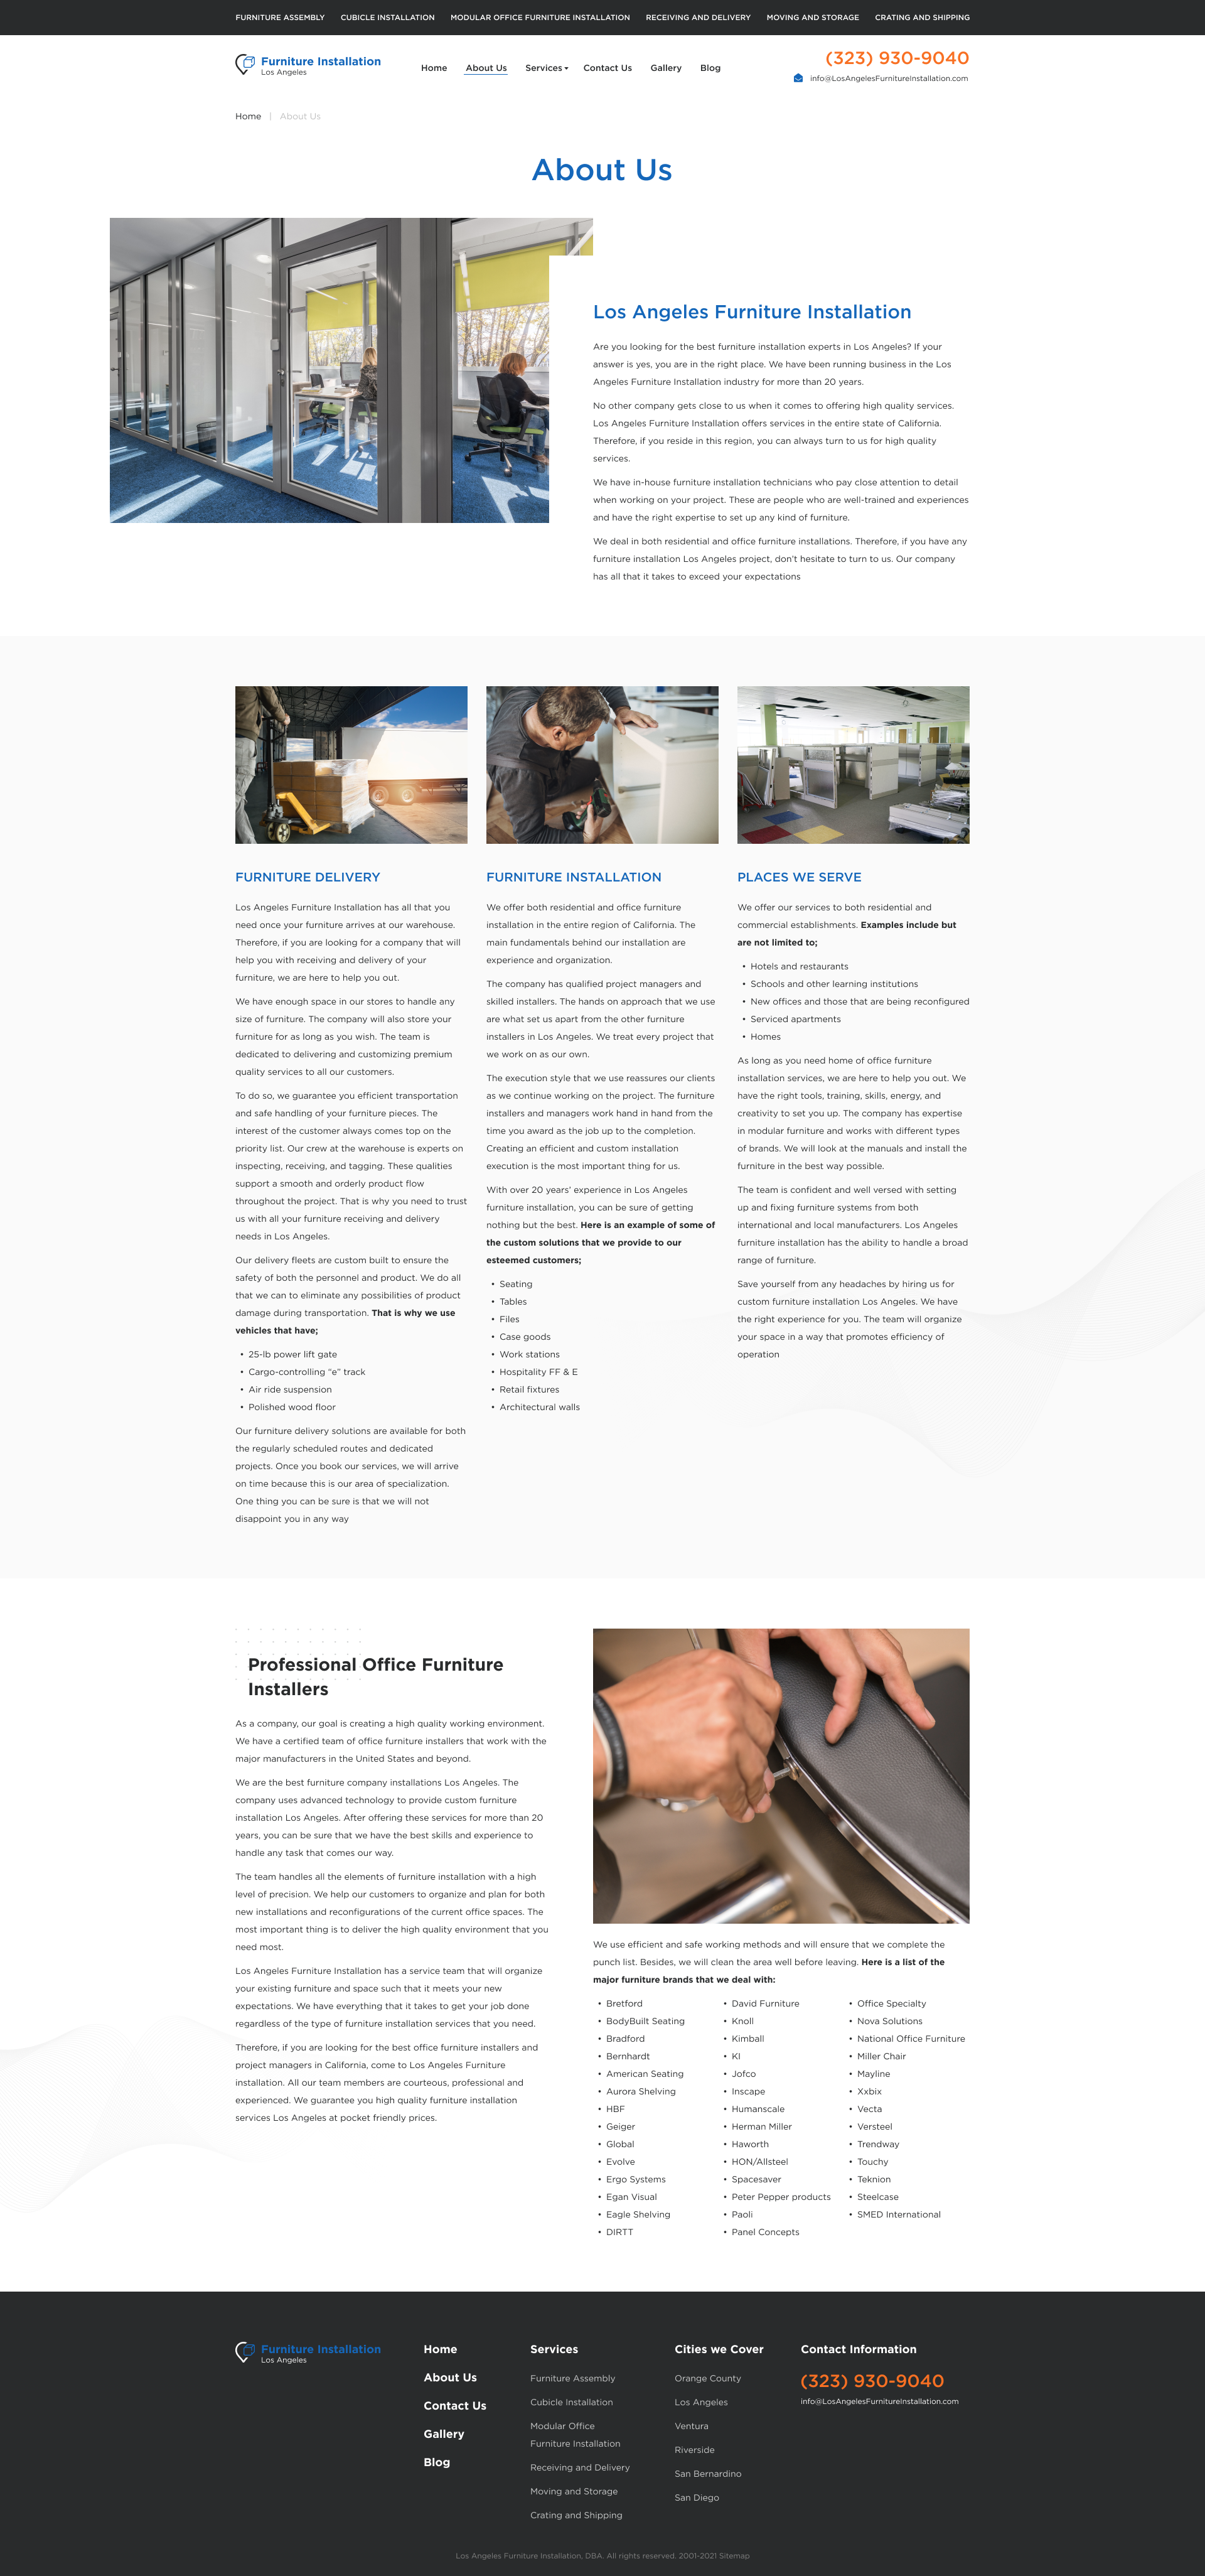 FURNITURE ASSEMBLY CUBICLE INSTALLATION MODULAR OFFICE FURNITURE INSTALLATION RECEIVING AND DELIVERY MOVING AND STORAGE CRATING AND SHIPPING
Furniture Installation
Los Angeles
Home About Us Services Contact Us Gallery Blog
(323) 930-9040
info@LosAngelesFurnitureInstallation.com
Home | About Us
About Us
Los Angeles Furniture Installation
Are you looking for the best furniture installation experts in Los Angeles? If your
answer is yes, you are in the right place. We have been running business in the Los
Angeles Furniture Installation industry for more than 20 years.
No other company gets close to us when it comes to offering high quality services.
Los Angeles Furniture Installation offers services in the entire state of California.
Therefore, if you reside in this region, you can always turn to us for high quality
services.
We have in-house furniture installation technicians who pay close attention to detail
when working on your project. These are people who are well-trained and experiences
and have the right expertise to set up any kind of furniture.
We deal in both residential and office furniture installations. Therefore, if you have any
furniture installation Los Angeles project, don't hesitate to turn to us. Our company
has all that it takes to exceed your expectations
FURNITURE DELIVERY
Los Angeles Furniture Installation has all that you
need once your furniture arrives at our warehouse.
Therefore, if you are looking for a company that will
help you with receiving and delivery of your
furniture, we are here to help you out.
We have enough space in our stores to handle any
size of furniture. The company will also store your
furniture for as long as you wish. The team is
dedicated to delivering and customizing premium
quality services to all our customers.
To do so, we guarantee you efficient transportation
and safe handling of your furniture pieces. The
interest of the customer always comes top on the
priority list. Our crew at the warehouse is experts on
inspecting, receiving, and tagging. These qualities
support a smooth and orderly product flow
throughout the project. That is why you need to trust
us with all your furniture receiving and delivery
needs in Los Angeles.
Our delivery fleets are custom built to ensure the
safety of both the personnel and product. We do all
that we can to eliminate any possibilities of product
damage during transportation. That is why we use
vehicles that have;
• 25-lb power lift gate
• Cargo-controlling “e” track
• Air ride suspension
• Polished wood floor
Our furniture delivery solutions are available for both
the regularly scheduled routes and dedicated
projects. Once you book our services, we will arrive
on time because this is our area of specialization.
One thing you can be sure is that we will not
disappoint you in any way
FURNITURE INSTALLATION
We offer both residential and office furniture
installation in the entire region of California. The
main fundamentals behind our installation are
experience and organization.
The company has qualified project managers and
skilled installers. The hands on approach that we use
are what set us apart from the other furniture
installers in Los Angeles. We treat every project that
we work on as our own.
The execution style that we use reassures our clients
as we continue working on the project. The furniture
installers and managers work hand in hand from the
time you award as the job up to the completion.
Creating an efficient and custom installation
execution is the most important thing for us.
With over 20 years’ experience in Los Angeles
furniture installation, you can be sure of getting
nothing but the best. Here is an example of some of
the custom solutions that we provide to our
esteemed customers;
• Seating
• Tables
• Files
• Case goods
• Work stations
• Hospitality FF & E
• Retail fixtures
• Architectural walls
PLACES WE SERVE
We offer our services to both residential and
commercial establishments. Examples include but
are not limited to;
• Hotels and restaurants
• Schools and other learning institutions
• New offices and those that are being reconfigured
• Serviced apartments
• Homes
As long as you need home of office furniture
installation services, we are here to help you out. We
have the right tools, training, skills, energy, and
creativity to set you up. The company has expertise
in modular furniture and works with different types
of brands. We will look at the manuals and install the
furniture in the best way possible.
The team is confident and well versed with setting
up and fixing furniture systems from both
international and local manufacturers. Los Angeles
furniture installation has the ability to handle a broad
range of furniture.
Save yourself from any headaches by hiring us for
custom furniture installation Los Angeles. We have
the right experience for you. The team will organize
your space in a way that promotes efficiency of
operation
Professional Office Furniture
Installers
As a company, our goal is creating a high quality working environment.
We have a certified team of office furniture installers that work with the
major manufacturers in the United States and beyond.
We are the best furniture company installations Los Angeles. The
company uses advanced technology to provide custom furniture
installation Los Angeles. After offering these services for more than 20
years, you can be sure that we have the best skills and experience to
handle any task that comes our way.
The team handles all the elements of furniture installation with a high
level of precision. We help our customers to organize and plan for both
new installations and reconfigurations of the current office spaces. The
most important thing is to deliver the high quality environment that you
need most.
Los Angeles Furniture Installation has a service team that will organize
your existing furniture and space such that it meets your new
expectations. We have everything that it takes to get your job done
regardless of the type of furniture installation services that you need.
Therefore, if you are looking for the best office furniture installers and
project managers in California, come to Los Angeles Furniture
installation. All our team members are courteous, professional and
experienced. We guarantee you high quality furniture installation
services Los Angeles at pocket friendly prices.
We use efficient and safe working methods and will ensure that we complete the
punch list. Besides, we will clean the area well before leaving. Here is a list of the
major furniture brands that we deal with:
• Bretford
• BodyBuilt Seating
• Bradford
• Bernhardt
• American Seating
• Aurora Shelving
• HBF
• Geiger
• Global
• Evolve
• Ergo Systems
• Egan Visual
• Eagle Shelving
• DIRTT
• David Furniture
• Knoll
• Kimball
• KI
• Jofco
• Inscape
• Humanscale
• Herman Miller
• Haworth
• HON/Allsteel
• Spacesaver
• Peter Pepper products
• Paoli
• Panel Concepts
• Office Specialty
• Nova Solutions
• National Office Furniture
• Miller Chair
• Mayline
• Xxbix
• Vecta
• Versteel
• Trendway
• Touchy
• Teknion
• Steelcase
• SMED International
Furniture Installation
Los Angeles
Home
About Us
Contact Us
Gallery
Blog
Services
Furniture Assembly
Cubicle Installation
Modular Office
Furniture Installation
Receiving and Delivery
Moving and Storage
Crating and Shipping
Cities we Cover
Orange County
Los Angeles
Ventura
Riverside
San Bernardino
San Diego
Contact Information
(323) 930-9040
info@LosAngelesFurnitureInstallation.com
Los Angeles Furniture Installation, DBA. All rights reserved. 2001-2021 Sitemap